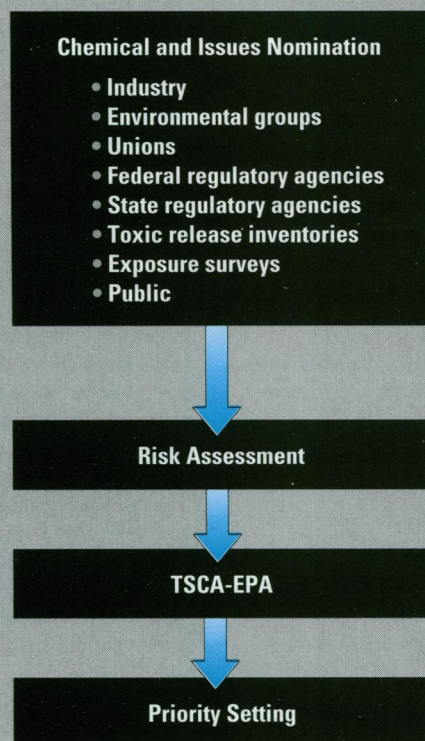 Chemical and Issues Nomination
• Industry
• Environmental groups
• Unions
• Federal regulatory agencies
• State regulatory agencies
• Toxic release inventories
• Exposure surveys
• Public
Risk Assessment
TSCA-EPA
Priority Setting